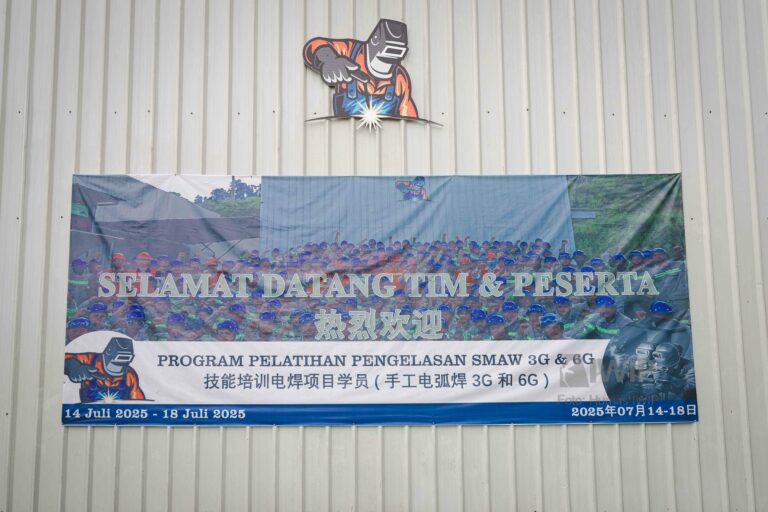 SELAMAT DATANG TIM & PESERTA
热烈欢迎
PROGRAM PELATIHAN PENGELASAN SMAW 3G & 6G
技能培训电焊项目学员 ( 手工电弧焊 3G 和 6G )
14 Juli 2025 - 18 Juli 2025
2025年07月14-18日
IWIP